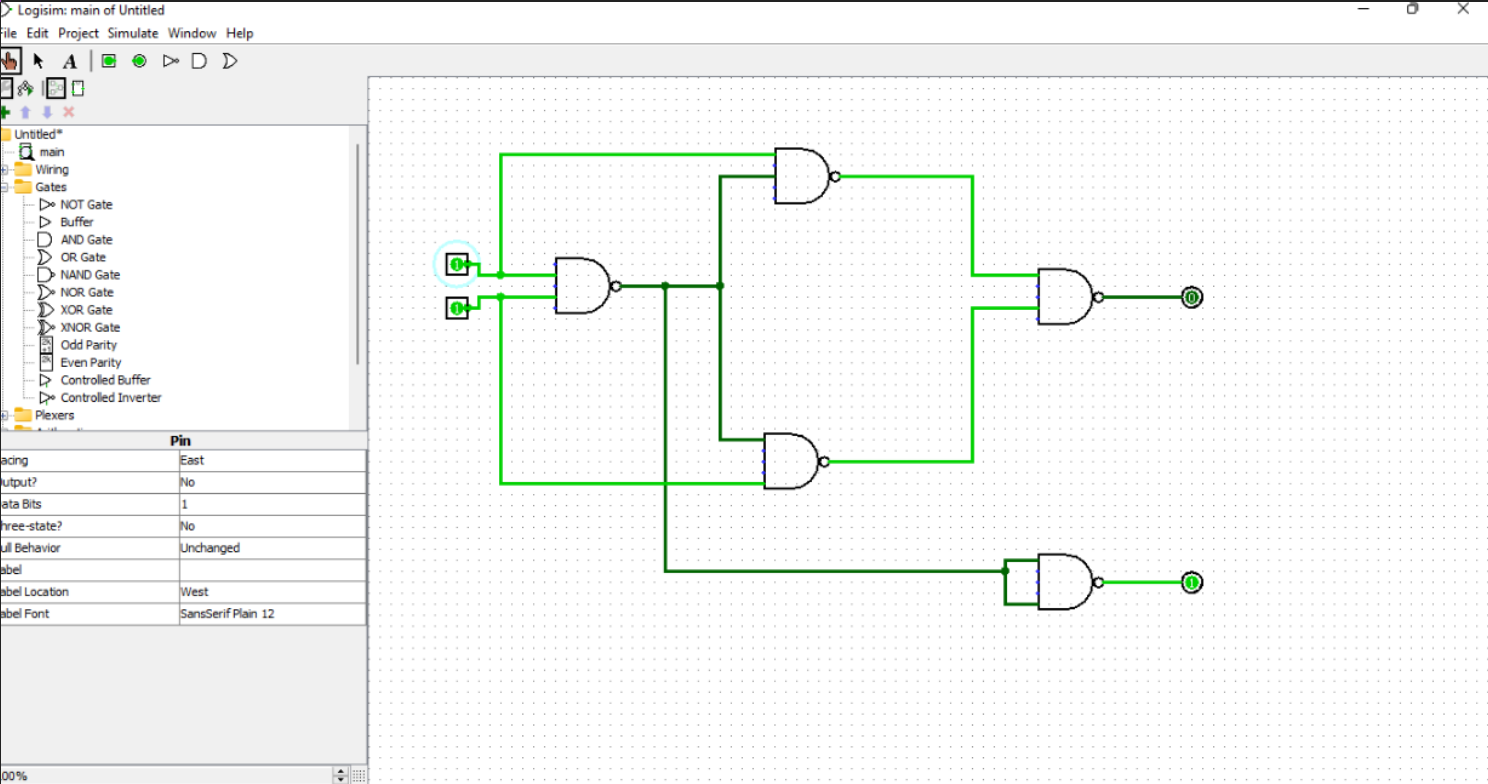 Logisim: main of Untitled
File Edit Project Simulate Window Help
A
Untitled*
main
Wiring
Gates
NOT Gate
Buffer
AND Gate
OR Gate
NAND Gate
NOR Gate
XOR Gate
XNOR Gate
Odd Parity
Even Parity
Controlled Buffer
Controlled Inverter
Plexers
Pin
acing East
utput? No
ata Bits 1
hree-state? No
ull Behavior Unchanged
abel
abel Location West
abel Font SansSerif Plain 12
00%
1
1
0
1